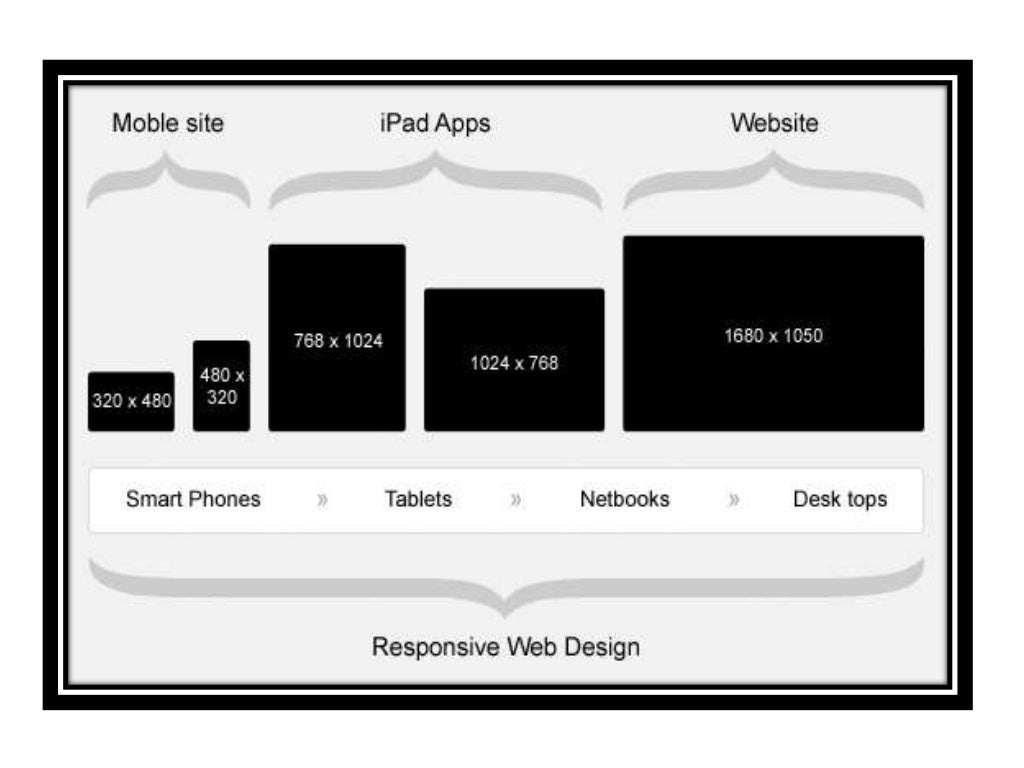 Moble site
iPad Apps
Website
320 x 480
480 x
320
768 x 1024
1024 x 768
1680 x 1050
Smart Phones » Tablets » Netbooks » Desk tops
Responsive Web Design